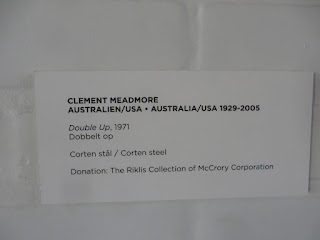 CLEMENT MEADMORE
AUSTRALIEN/USA • AUSTRALIA/USA 1929-2005
Double Up, 1971
Dobbelt op
Corten stål / Corten steel
Donation: The Riklis Collection of McCrory Corporation